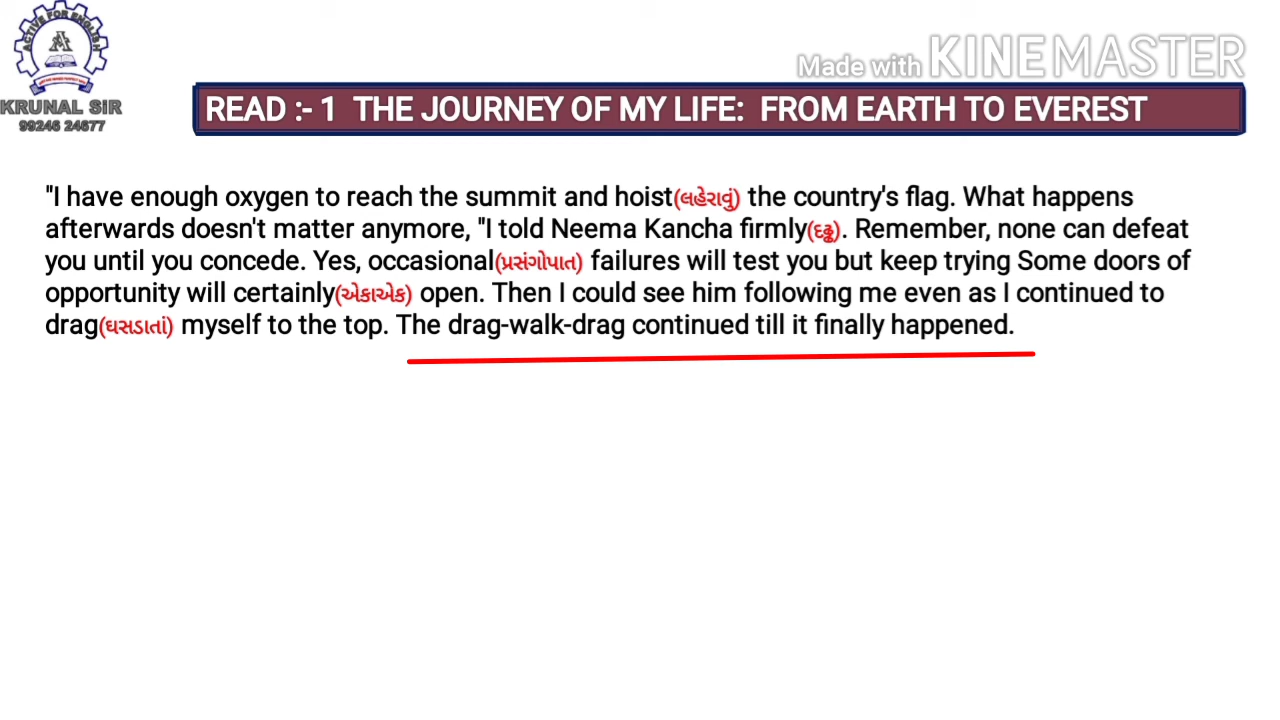 ACTIVE FOR ENGLISH
KRUNAL SIR
99246 24677
Made with KINEMASTER
READ :- 1 THE JOURNEY OF MY LIFE: FROM EARTH TO EVEREST
"I have enough oxygen to reach the summit and hoist(લહેરાવું) the country's flag. What happens
afterwards doesn't matter anymore, "I told Neema Kancha firmly(દઢ્ઢ). Remember, none can defeat
you until you concede. Yes, occasional(પ્રસંગોપાત) failures will test you but keep trying Some doors of
opportunity will certainly(એકાએક) open. Then I could see him following me even as I continued to
drag(ઘસડાતાં) myself to the top. The drag-walk-drag continued till it finally happened.